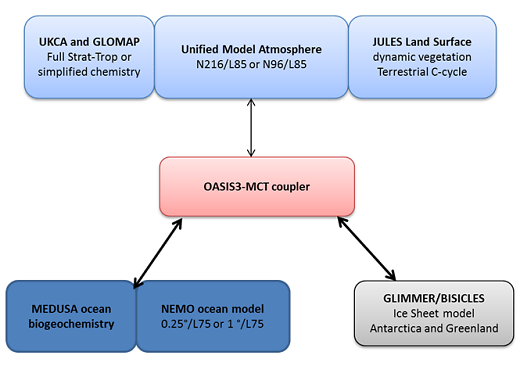 UKCA and GLOMAP
Full Strat-Trop or
simplified chemistry
Unified Model Atmosphere
N216/L85 or N96/L85
JULES Land Surface
dynamic vegetation
Terrestrial C-cycle
OASIS3-MCT coupler
MEDUSA ocean
biogeochemistry
NEMO ocean model
0.25°/L75 or 1 °/L75
GLIMMER/BISICLES
Ice Sheet model
Antarctica and Greenland